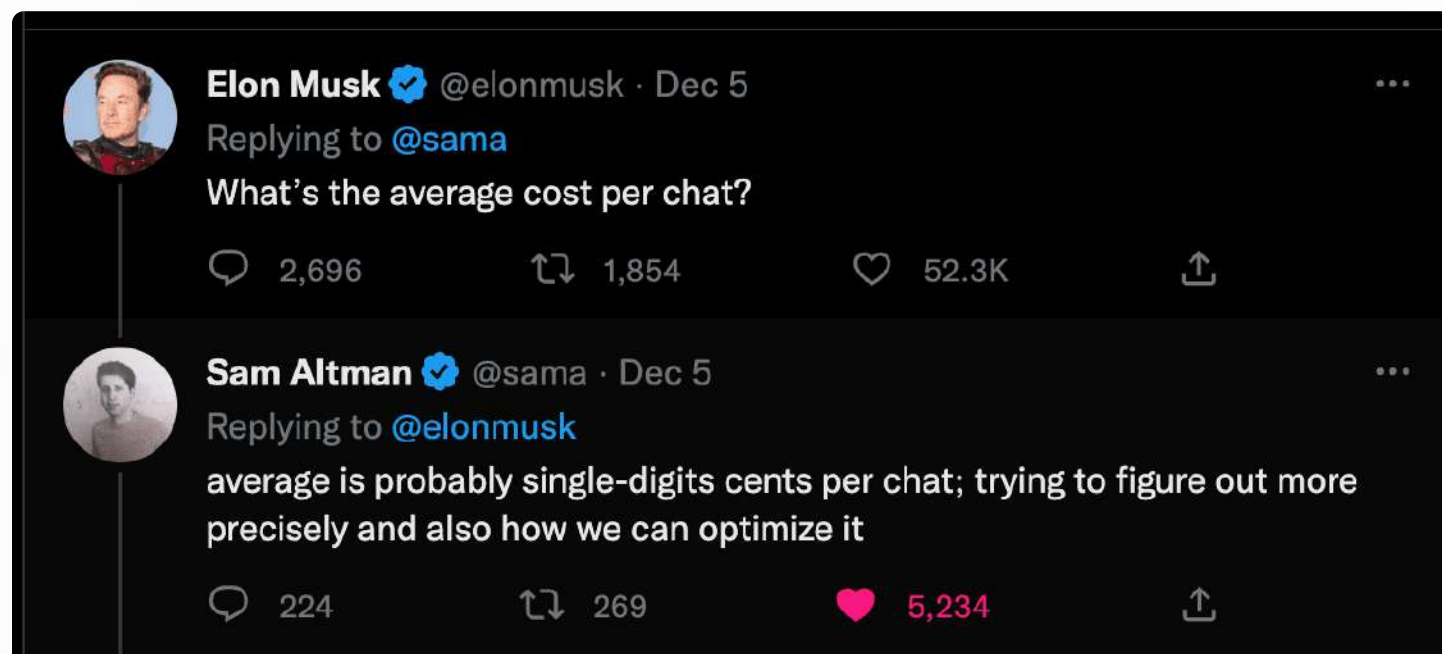 Elon Musk @elonmusk · Dec 5
Replying to @sama
What’s the average cost per chat?
2,696 1,854 52.3K
Sam Altman @sama · Dec 5
Replying to @elonmusk
average is probably single-digits cents per chat; trying to figure out more
precisely and also how we can optimize it
224 269 5,234